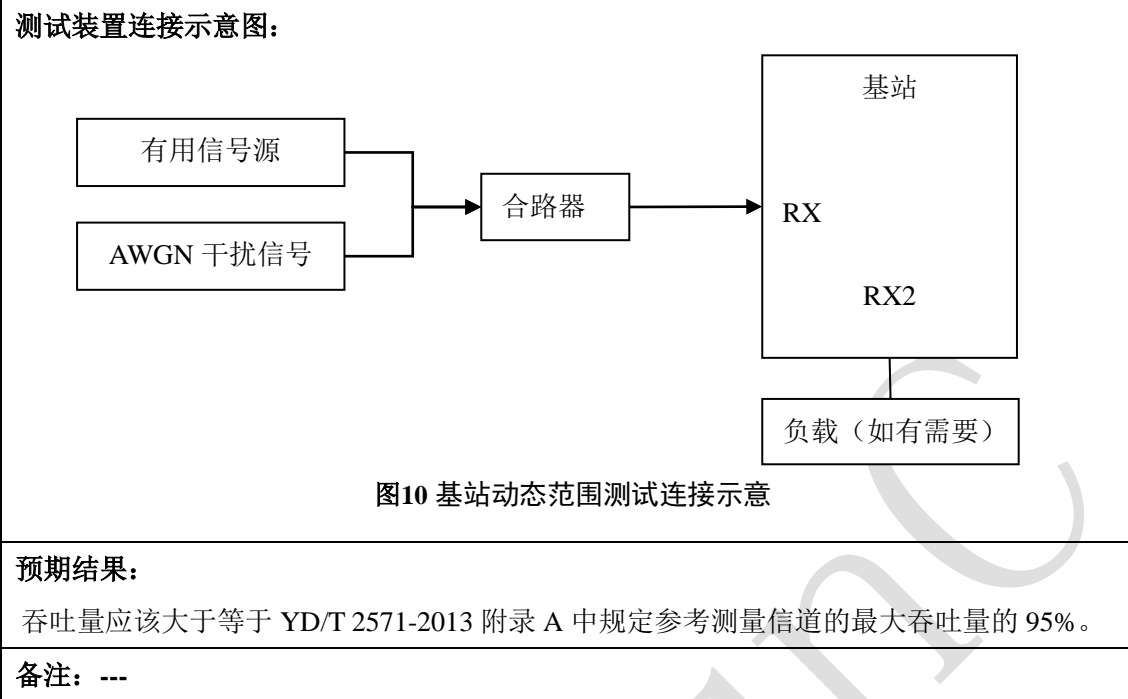 测试装置连接示意图：
基站
有用信号源
合路器
RX
AWGN 干扰信号
RX2
负载（如有需要）
图10 基站动态范围测试连接示意
预期结果：
吞吐量应该大于等于 YD/T 2571-2013 附录 A 中规定参考测量信道的最大吞吐量的 95%。
备注：---